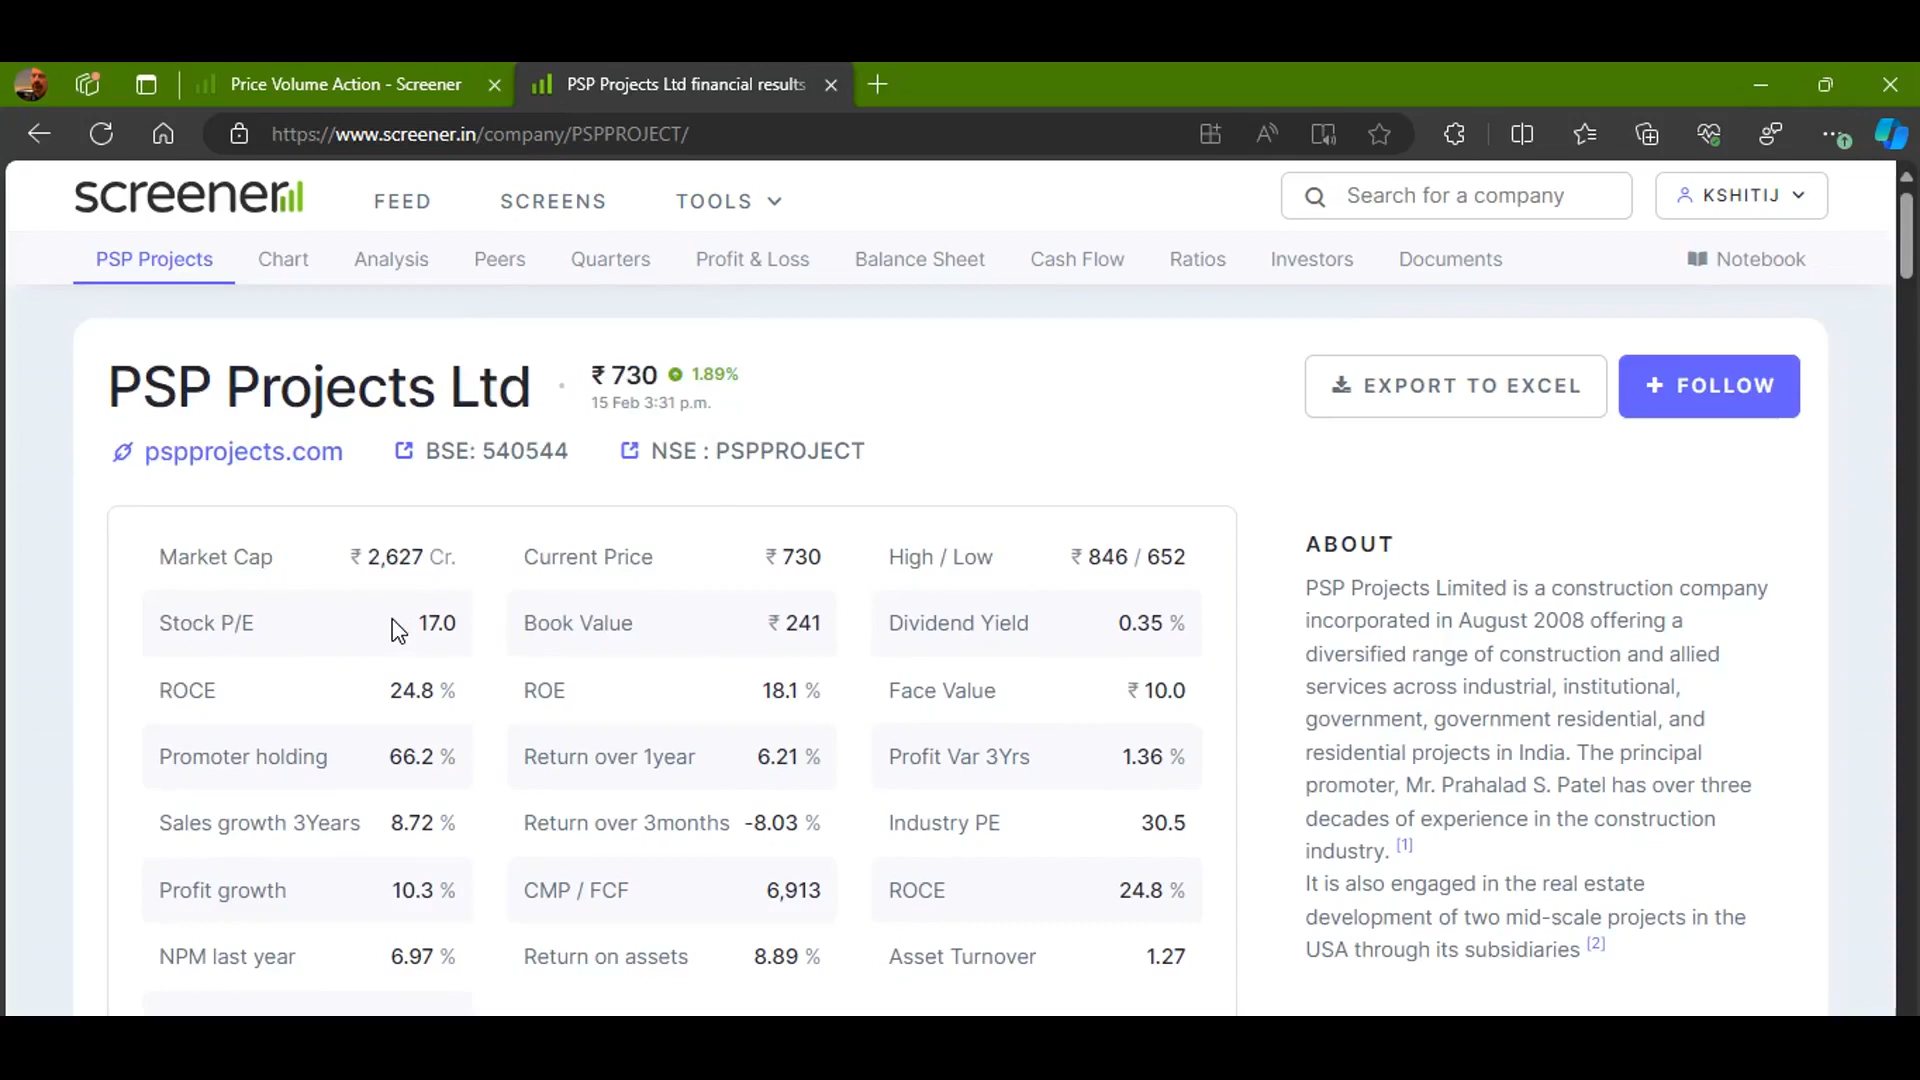 Price Volume Action - Screener
PSP Projects Ltd financial results
https://www.screener.in/company/PSPPROJECT/
screener
FEED SCREENS TOOLS
Search for a company
KSHITIJ
PSP Projects Chart Analysis Peers Quarters Profit & Loss Balance Sheet Cash Flow Ratios Investors Documents Notebook
PSP Projects Ltd
₹ 730 1.89%
15 Feb 3:31 p.m.
EXPORT TO EXCEL
+ FOLLOW
pspprojects.com BSE: 540544 NSE : PSPPROJECT
Market Cap ₹ 2,627 Cr. Current Price ₹ 730 High / Low ₹ 846 / 652
Stock P/E 17.0 Book Value ₹ 241 Dividend Yield 0.35 %
ROCE 24.8 % ROE 18.1 % Face Value ₹ 10.0
Promoter holding 66.2 % Return over 1year 6.21 % Profit Var 3Yrs 1.36 %
Sales growth 3Years 8.72 % Return over 3months -8.03 % Industry PE 30.5
Profit growth 10.3 % CMP / FCF 6,913 ROCE 24.8 %
NPM last year 6.97 % Return on assets 8.89 % Asset Turnover 1.27
ABOUT
PSP Projects Limited is a construction company
incorporated in August 2008 offering a
diversified range of construction and allied
services across industrial, institutional,
government, government residential, and
residential projects in India. The principal
promoter, Mr. Prahalad S. Patel has over three
decades of experience in the construction
industry. [1]
It is also engaged in the real estate
development of two mid-scale projects in the
USA through its subsidiaries [2]